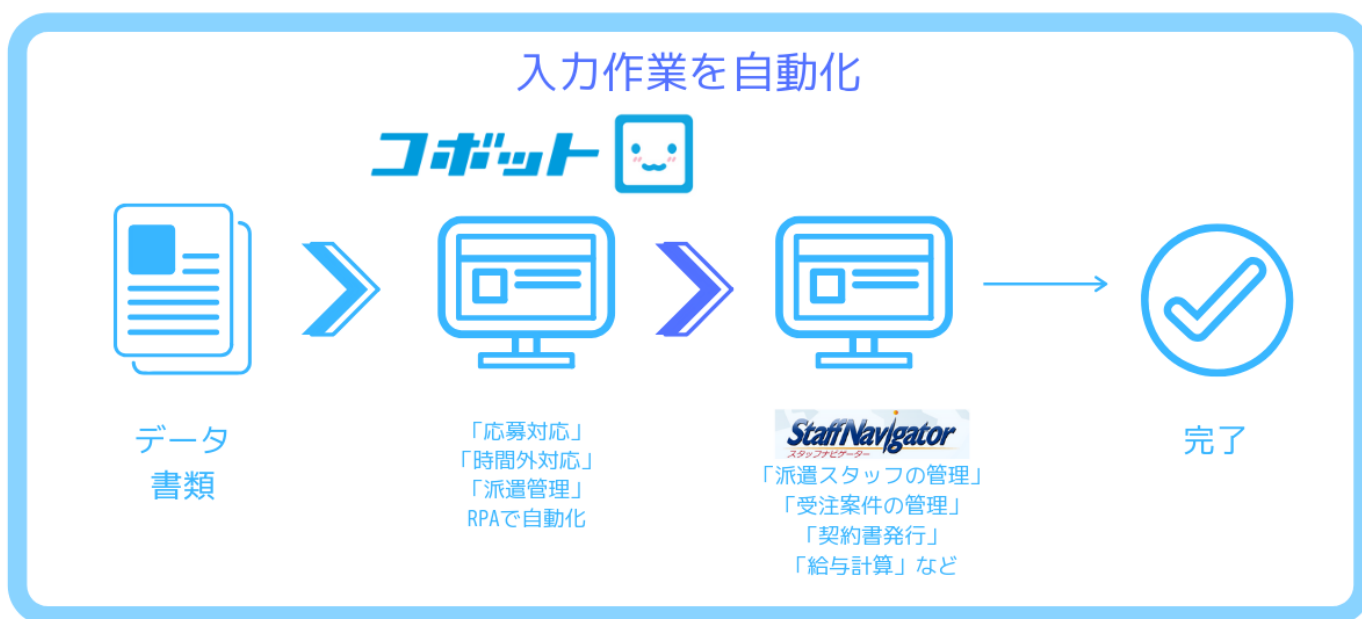 入力作業を自動化
コボット
データ
書類
「応募対応」
「時間外対応」
「派遣管理」
RPAで自動化
StaffNavigator
スタッフナビゲーター
「派遣スタッフの管理」
「受注案件の管理」
「契約書発行」
「給与計算」など
完了